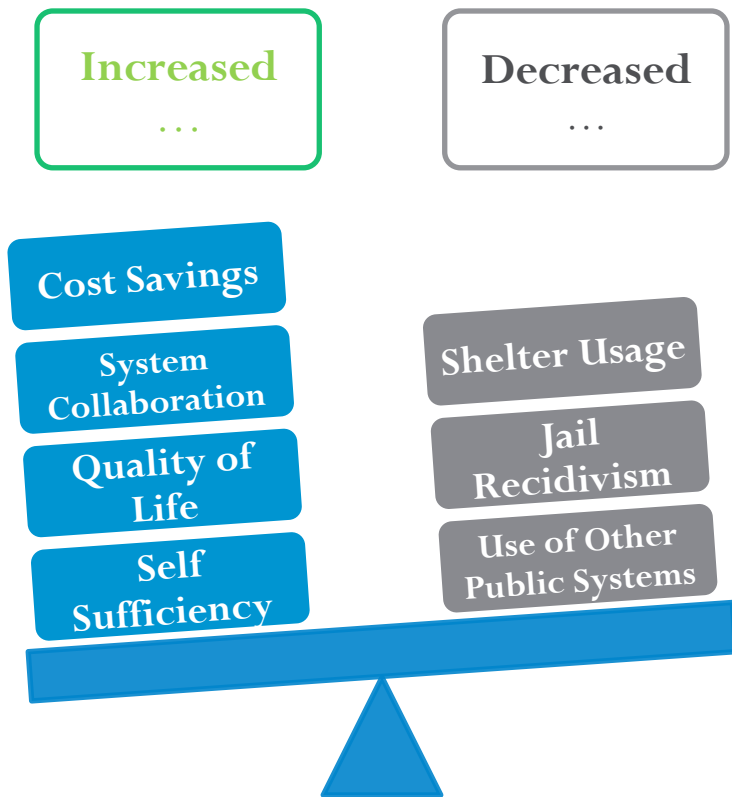 Increased
...
Decreased
...
Cost Savings
System
Collaboration
Quality of
Life
Self
Sufficiency
Shelter Usage
Jail
Recidivism
Use of Other
Public Systems